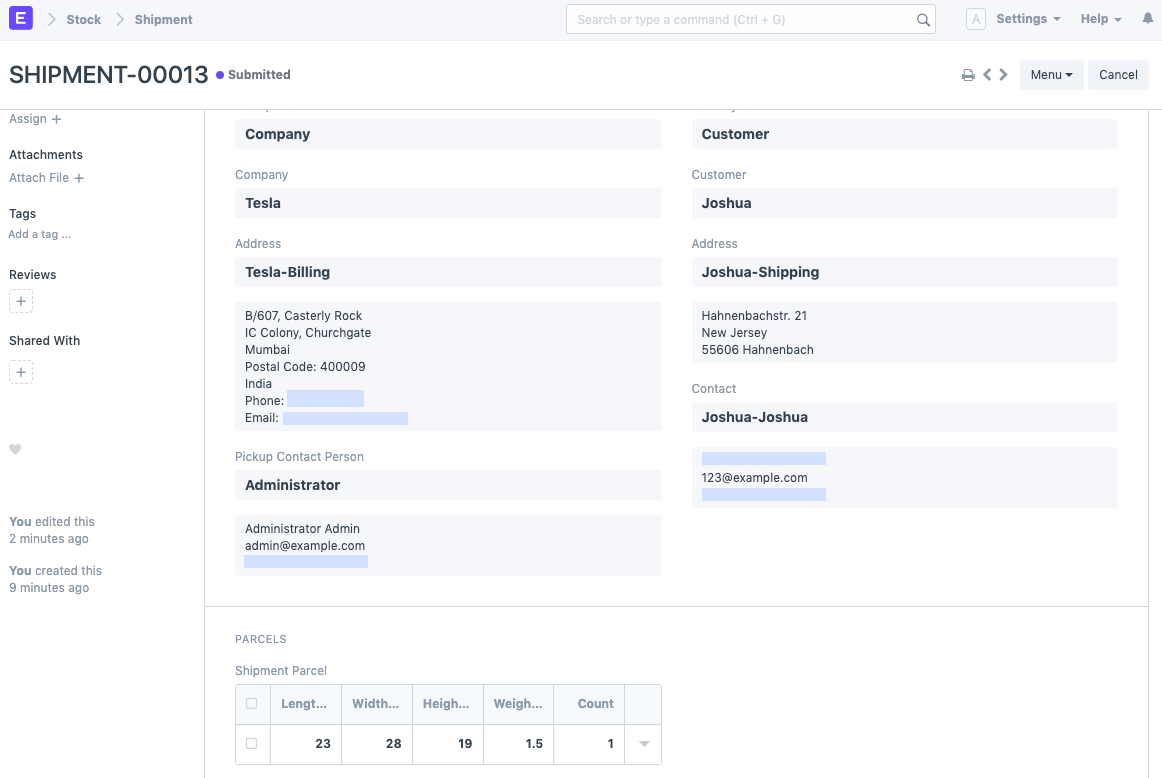 E
Stock
Shipment
Search or type a command (Ctrl + G)
A
Settings
Help
SHIPMENT-00013
Submitted
Menu
Cancel
Assign +
Attachments
Attach File +
Tags
Add a tag ...
Reviews
+
Shared With
+
You edited this
2 minutes ago
You created this
9 minutes ago
Company
Company
Tesla
Address
Tesla-Billing
B/607, Casterly Rock
IC Colony, Churchgate
Mumbai
Postal Code: 400009
India
Phone:
Email:
Pickup Contact Person
Administrator
Administrator Admin
admin@example.com
Customer
Customer
Joshua
Address
Joshua-Shipping
Hahnenbachstr. 21
New Jersey
55606 Hahnenbach
Contact
Joshua-Joshua
123@example.com
PARCELS
Shipment Parcel
Lengt... Width... Heigh... Weigh... Count
23 28 19 1.5 1